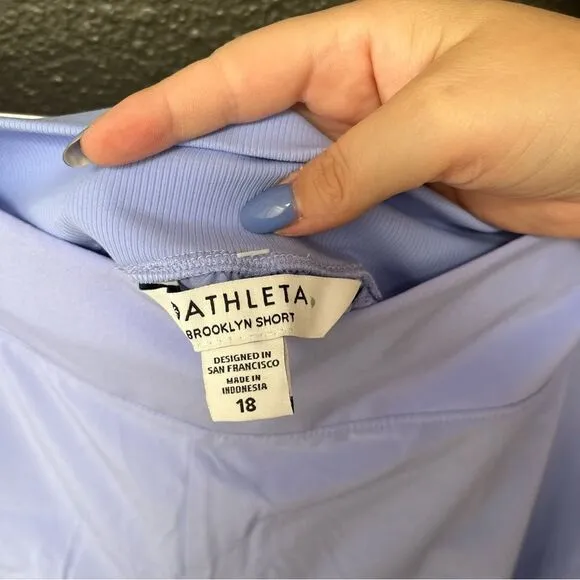 ATHLETA
BROOKLYN SHORT
DESIGNED IN
SAN FRANCISCO
MADE IN
INDONESIA
18